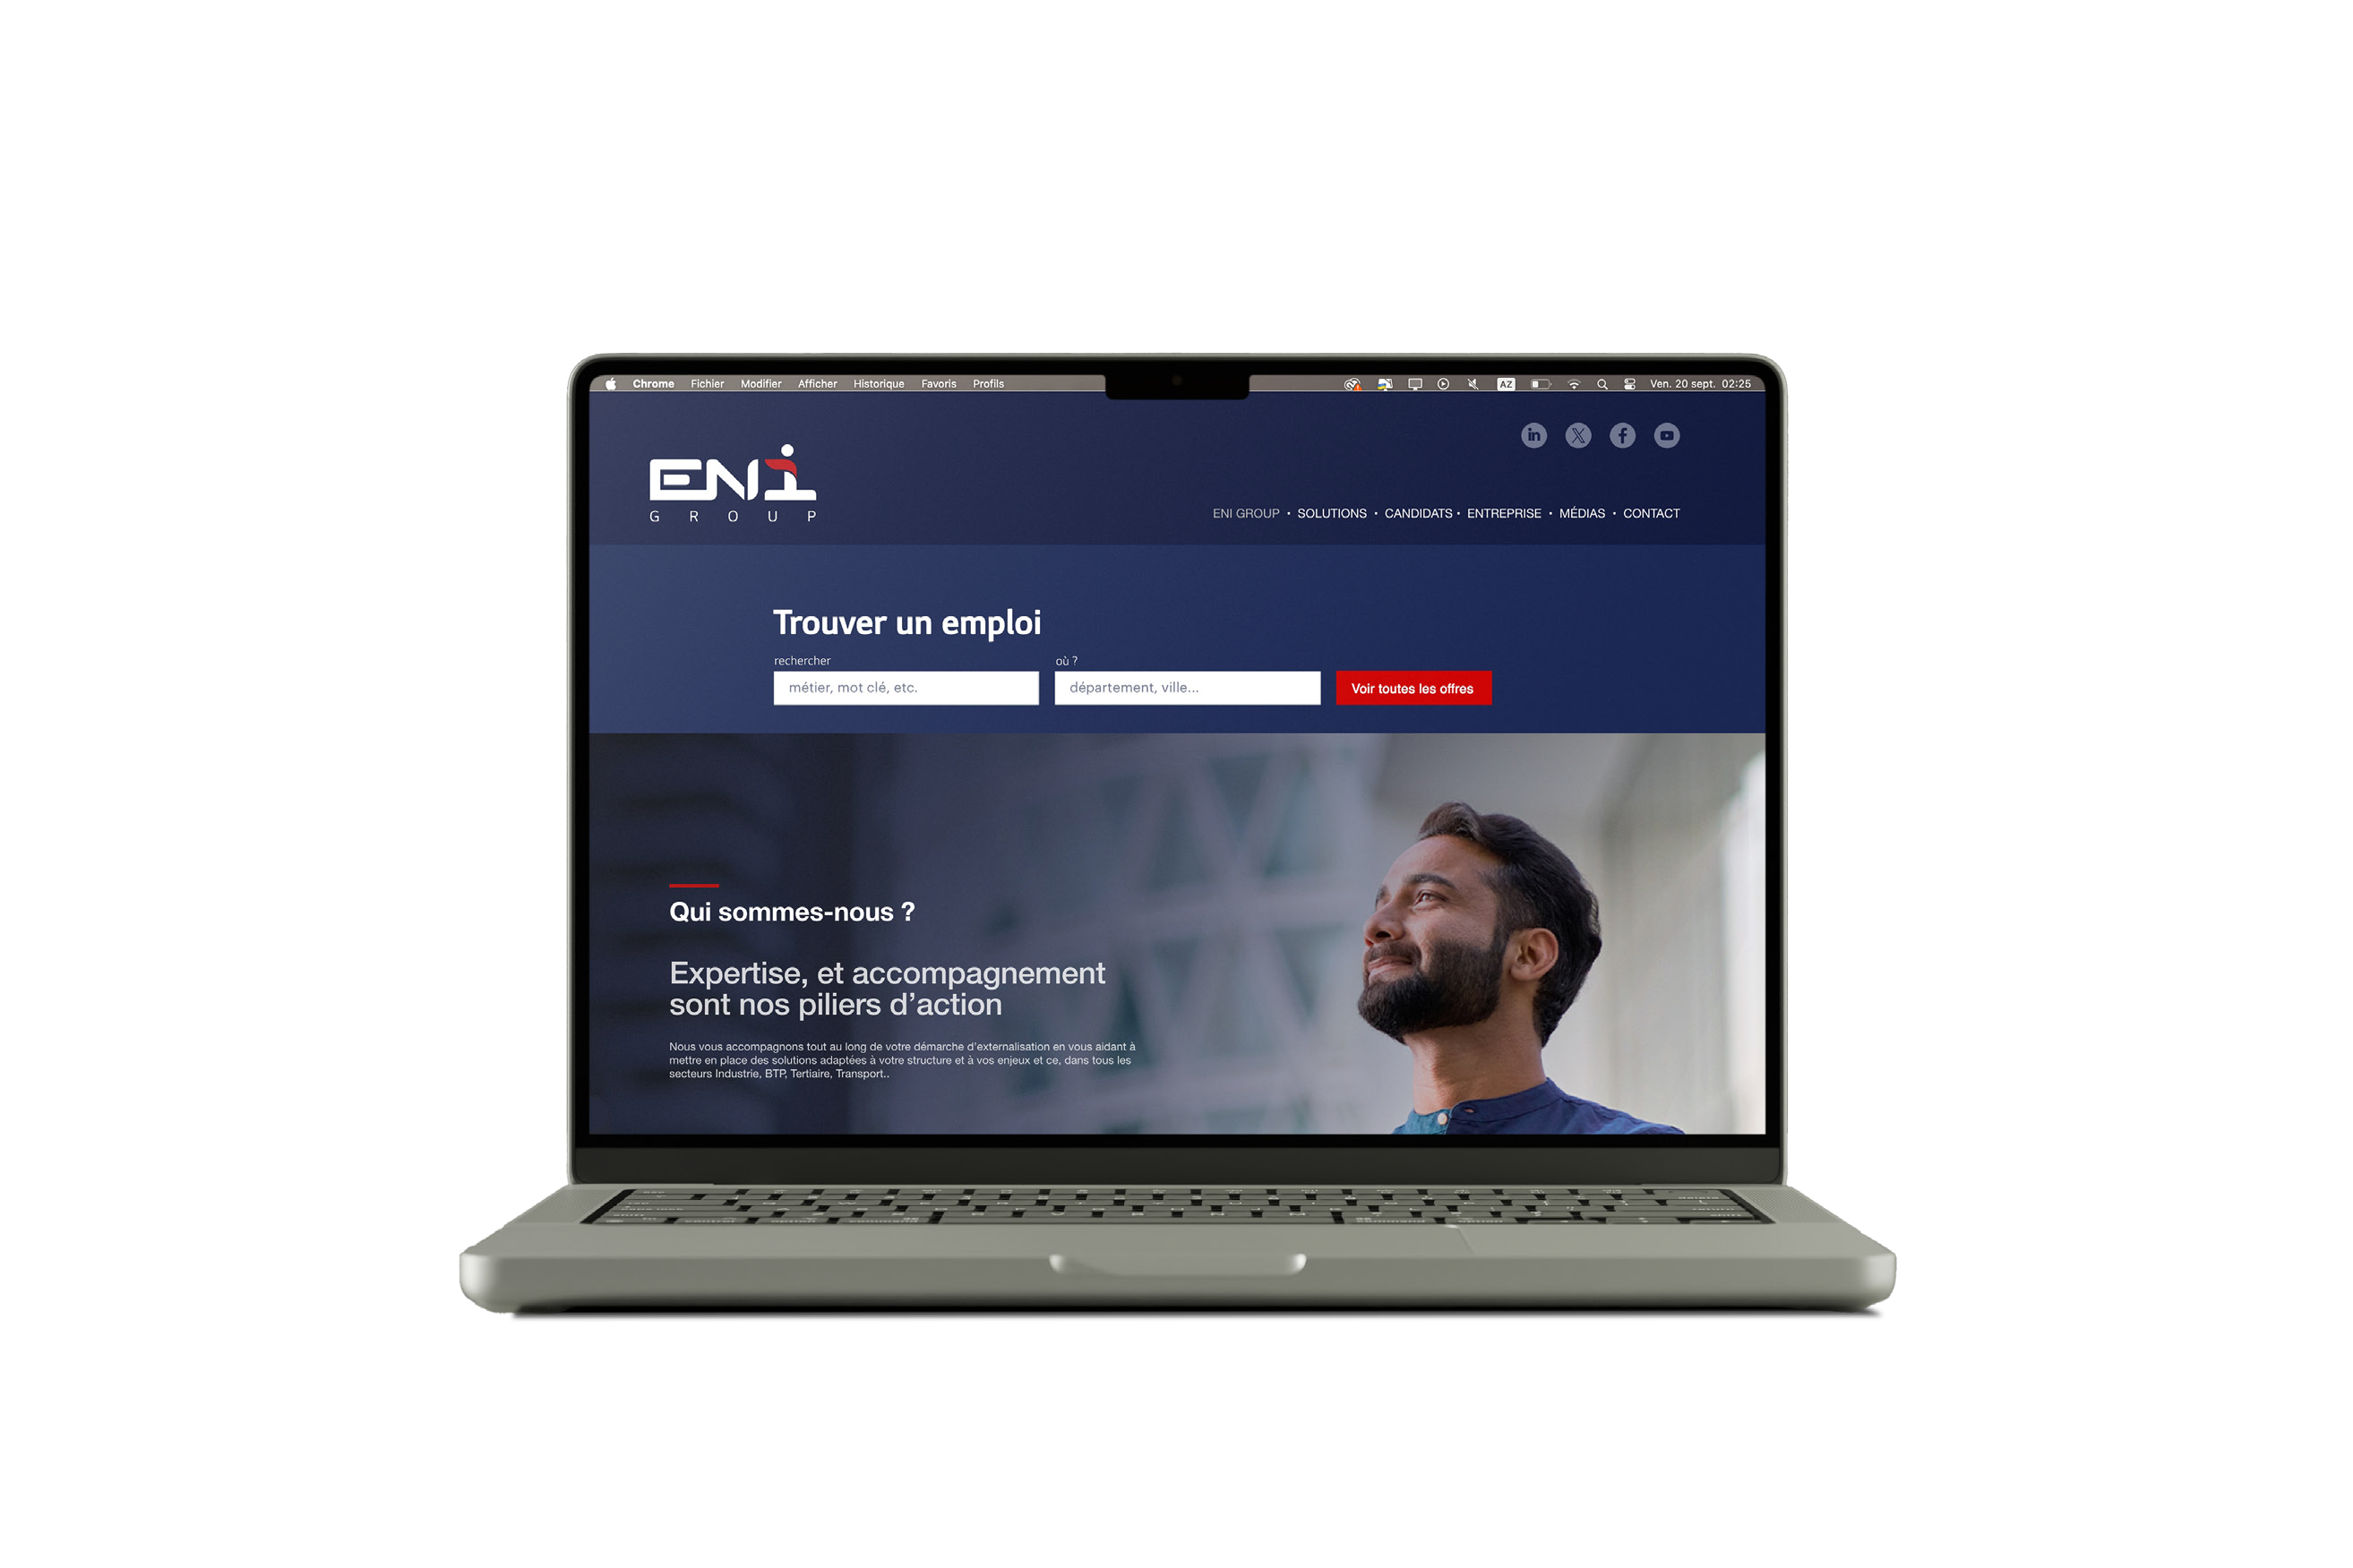 Chrome Fichier Modifier Afficher Historique Favoris Profils AZ Ven. 20 sept. 02:25
in X f
ENi
GROUP
ENI GROUP • SOLUTIONS • CANDIDATS • ENTREPRISE • MÉDIAS • CONTACT
Trouver un emploi
rechercher où ?
métier, mot clé, etc. département, ville... Voir toutes les offres
Qui sommes-nous ?
Expertise, et accompagnement
sont nos piliers d’action
Nous vous accompagnons tout au long de votre démarche d’externalisation en vous aidant à
mettre en place des solutions adaptées à votre structure et à vos enjeux et ce, dans tous les
secteurs Industrie, BTP, Tertiaire, Transport..